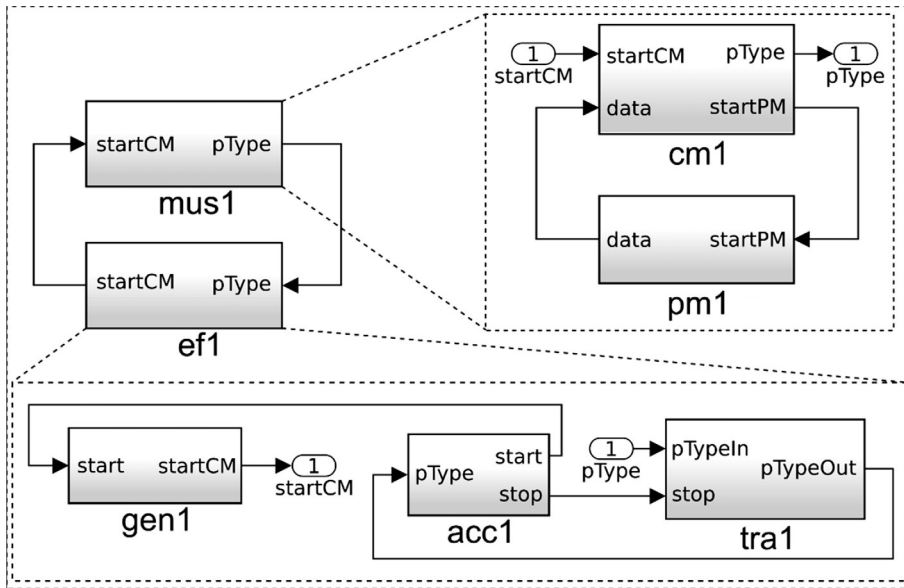 startCM pType
mus1
startCM pType
ef1
1
startCM
startCM pType
data startPM
cm1
1
pType
data startPM
pm1
start startCM
gen1
1
startCM
pType start
stop
acc1
1
pType
pTypeIn
pTypeOut
stop
tra1